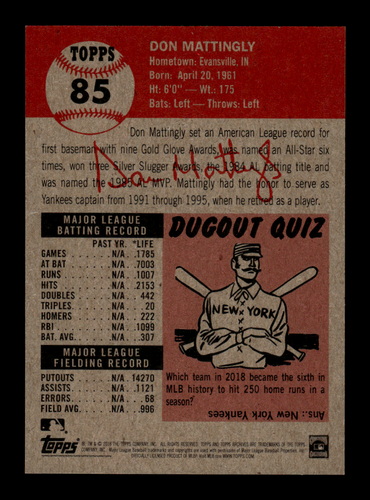 TOPPS
85
DON MATTINGLY
Hometown: Evansville, IN
Born: April 20, 1961
Ht: 6'0" — Wt: 175
Bats: Left — Throws: Left
Don Mattingly set an American League record for
first baseman with nine Gold Glove Awards, was named an All-Star six
times, won three Silver Slugger Awards, the 1984 AL batting title and
was named the 1985 AL MVP. Mattingly had the honor to serve as
Yankees captain from 1991 through 1995, when he retired as a player.
Don Mattingly
MAJOR LEAGUE
BATTING RECORD
PAST YR. *LIFE
GAMES N/A .1785
AT BAT N/A .7003
RUNS N/A .1007
HITS N/A .2153
DOUBLES N/A 442
TRIPLES N/A 20
HOMERS N/A 222
RBI N/A .1099
BAT. AVG. N/A .307
MAJOR LEAGUE
FIELDING RECORD
PUTOUTS N/A 14270
ASSISTS N/A .1121
ERRORS N/A 68
FIELD AVG. N/A .996
DUGOUT QUIZ
NEW YORK
Which team in 2018 became the sixth in
MLB history to hit 250 home runs in
a season?
Ans.: New York Yankees
Topps